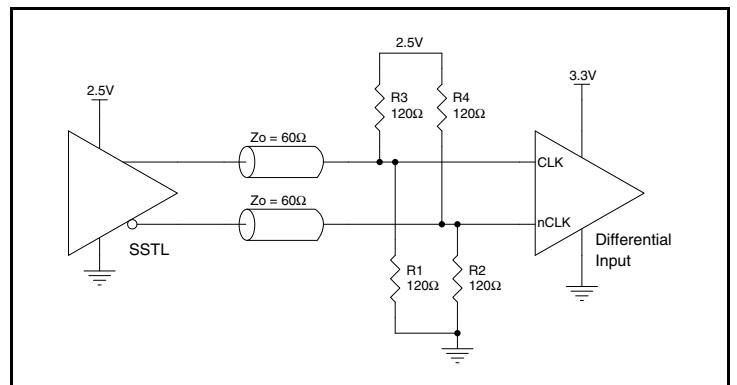 2.5V
3.3V
2.5V
R3
120Ω
R4
120Ω
Zo = 60Ω
CLK
Zo = 60Ω
nCLK
SSTL
Differential
Input
R1
120Ω
R2
120Ω